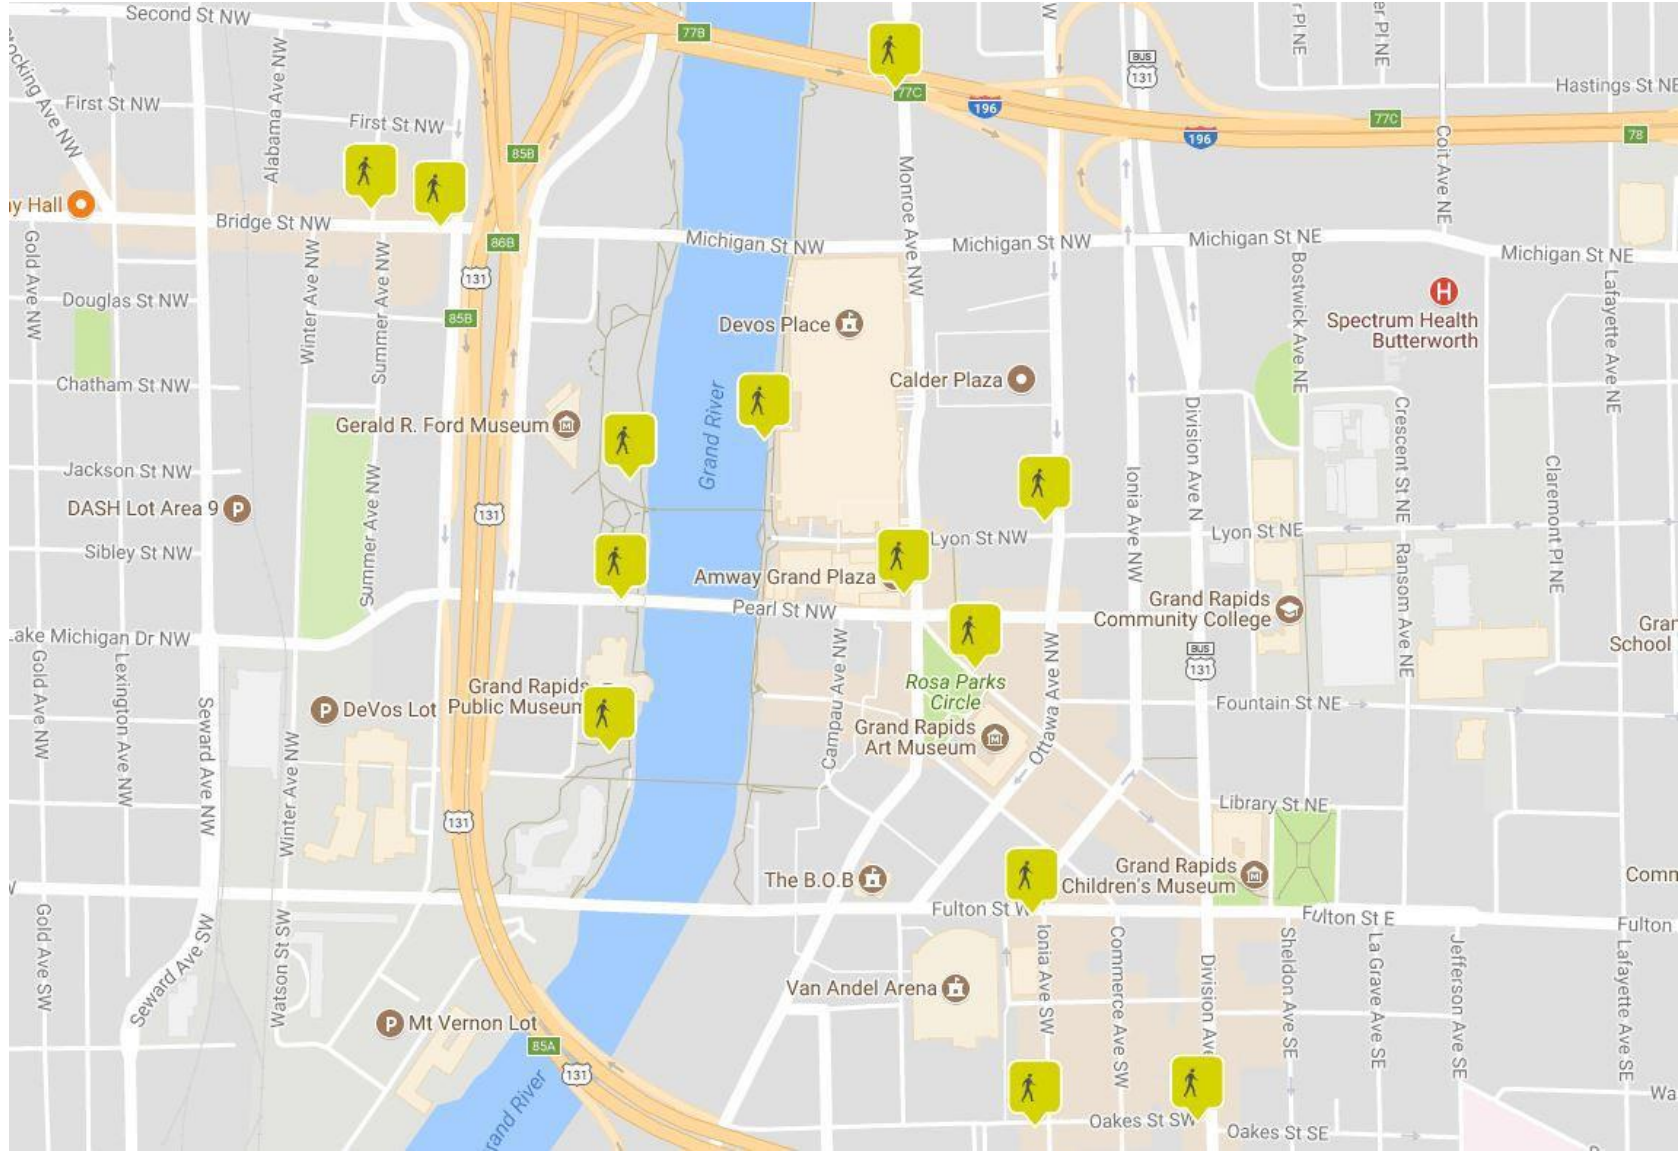 Second St NW
77B
BUS
131
77C
196
Hastings St NE
First St NW
Alabama Ave NW
First St NW
85B
196
77C
78
Coit Ave NE
Monroe Ave NW
Bridge St NW
86B
Michigan St NW
Michigan St NW
Michigan St NE
Michigan St NE
Gold Ave NW
Winter Ave NW
Summer Ave NW
131
Bostwick Ave NE
Lafayette Ave NE
Douglas St NW
85B
Devos Place
Spectrum Health
Butterworth
Chatham St NW
Calder Plaza
Gerald R. Ford Museum
Grand River
Division Ave N
Crescent St NE
Jackson St NW
Ionia Ave NW
Claremont Pl NE
DASH Lot Area 9
P
131
Summer Ave NW
Lyon St NW
Lyon St NE
Sibley St NW
Ransom Ave NE
Amway Grand Plaza
Pearl St NW
Grand Rapids
Community College
Lake Michigan Dr NW
BUS
131
School
Gold Ave NW
Lexington Ave NW
Seward Ave NW
Campau Ave NW
Rosa Parks
Circle
Ottawa Ave NW
Grand Rapids
Public Museum
P
DeVos Lot
Fountain St NE
Grand Rapids
Art Museum
Winter Ave NW
131
Library St NE
The B.O.B
Grand Rapids
Children's Museum
Fulton St W
Fulton St E
Fulton
Gold Ave SW
Seward Ave SW
Watson St SW
Ionia Ave SW
Commerce Ave SW
Division Ave
Sheldon Ave SE
La Grave Ave SE
Jefferson Ave SE
Lafayette Ave SE
Van Andel Arena
P
Mt Vernon Lot
85A
131
Oakes St SW
Oakes St SE